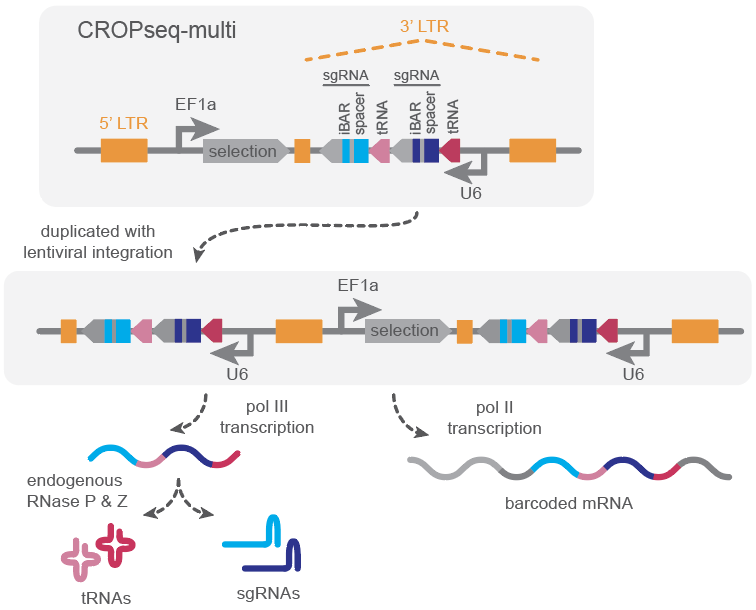 CROPseq-multi
3′ LTR
sgRNA
sgRNA
5′ LTR
EF1a
iBAR
spacer
tRNA
iBAR
spacer
tRNA
selection
U6
duplicated with
lentiviral integration
EF1a
selection
U6
U6
pol III
transcription
pol II
transcription
endogenous
RNase P & Z
barcoded mRNA
tRNAs
sgRNAs